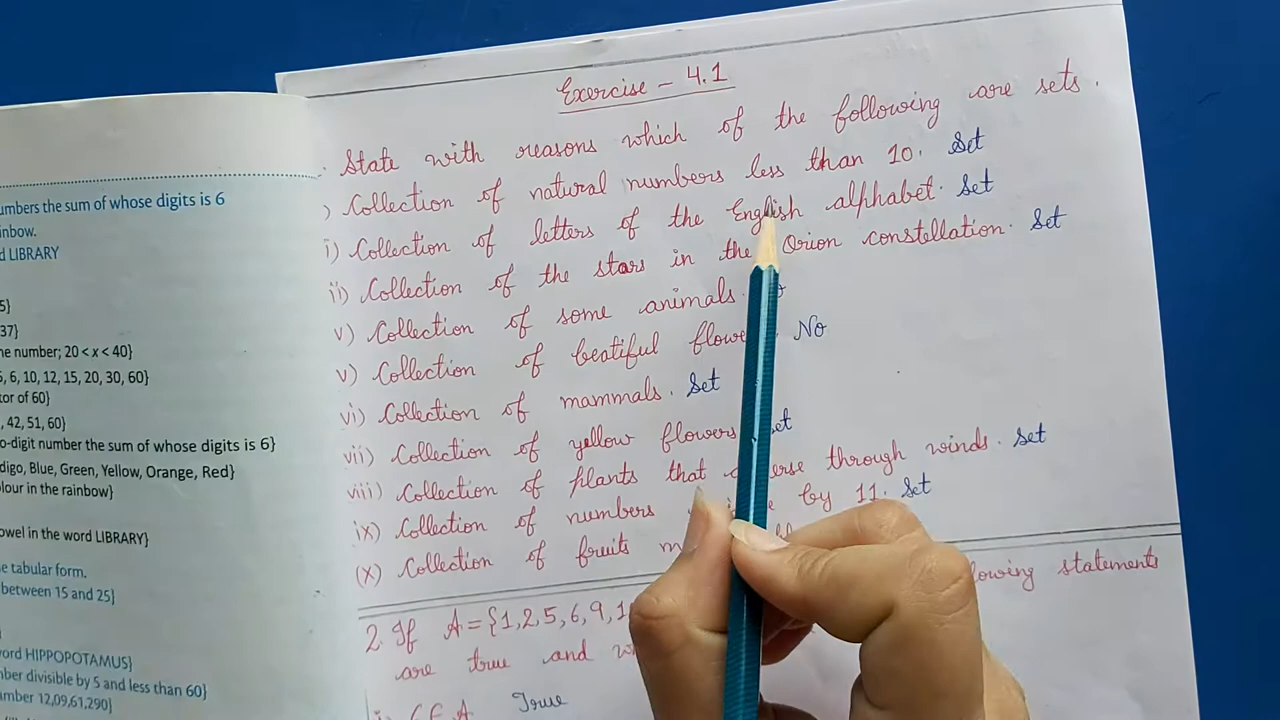 umbers the sum of whose digits is 6
inbow.
d LIBRARY
5}
37}
he number; 20 < x < 40}
6, 6, 10, 12, 15, 20, 30, 60}
tor of 60}
, 42, 51, 60}
o-digit number the sum of whose digits is 6}
digo, Blue, Green, Yellow, Orange, Red}
olour in the rainbow}
owel in the word LIBRARY}
e tabular form.
between 15 and 25}
word HIPPOPOTAMUS}
mber divisible by 5 and less than 60}
umber 12,09,61,290}
Exercise - 4.1
. State with reasons which of the following are sets.
) Collection of natural numbers less than 10. Set
i) Collection of letters of the English alphabet. Set
ii) Collection of the stars in the Orion constellation. Set
v) Collection of some animals.
v) Collection of beatiful flowe No
vi) Collection of mammals. Set
vii) Collection of yellow flowers et
viii) Collection of plants that erse through winds. Set
ix) Collection of numbers e by 11. Set
(x) Collection of fruits m
2. If A = {1, 2, 5, 6, 9, 1 lowing statements
are true and w
True